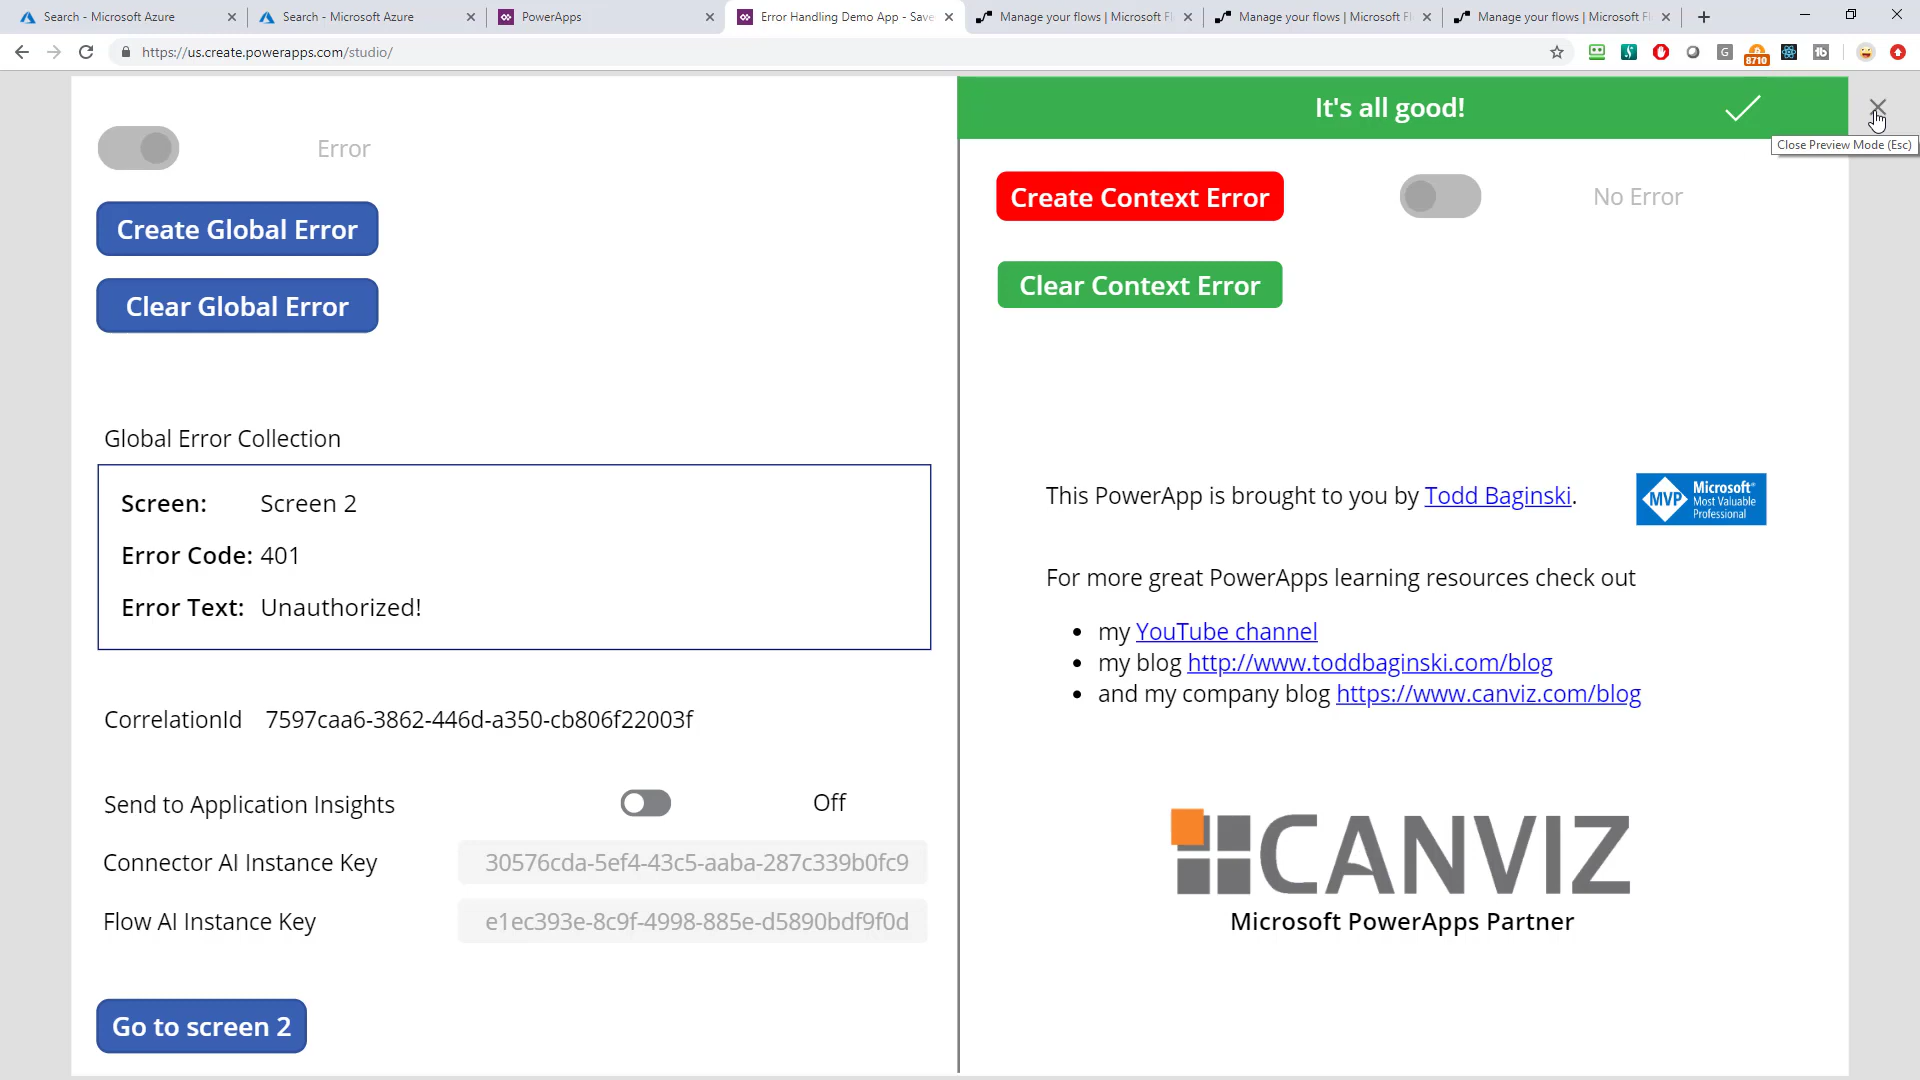 Search - Microsoft Azure
Search - Microsoft Azure
PowerApps
Error Handling Demo App - Save
Manage your flows | Microsoft Fl
Manage your flows | Microsoft Fl
Manage your flows | Microsoft Fl
https://us.create.powerapps.com/studio/
8710
Error
Create Global Error
Clear Global Error
Global Error Collection
Screen: Screen 2
Error Code: 401
Error Text: Unauthorized!
CorrelationId 7597caa6-3862-446d-a350-cb806f22003f
Send to Application Insights Off
Connector AI Instance Key 30576cda-5ef4-43c5-aaba-287c339b0fc9
Flow AI Instance Key e1ec393e-8c9f-4998-885e-d5890bdf9f0d
Go to screen 2
It's all good!
Close Preview Mode (Esc)
Create Context Error No Error
Clear Context Error
This PowerApp is brought to you by Todd Baginski.
MVP
Microsoft®
Most Valuable
Professional
For more great PowerApps learning resources check out
• my YouTube channel
• my blog http://www.toddbaginski.com/blog
• and my company blog https://www.canviz.com/blog
CANVIZ
Microsoft PowerApps Partner